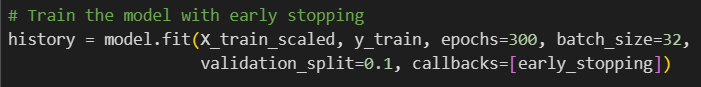 # Train the model with early stopping
history = model.fit(X_train_scaled, y_train, epochs=300, batch_size=32,
validation_split=0.1, callbacks=[early_stopping])